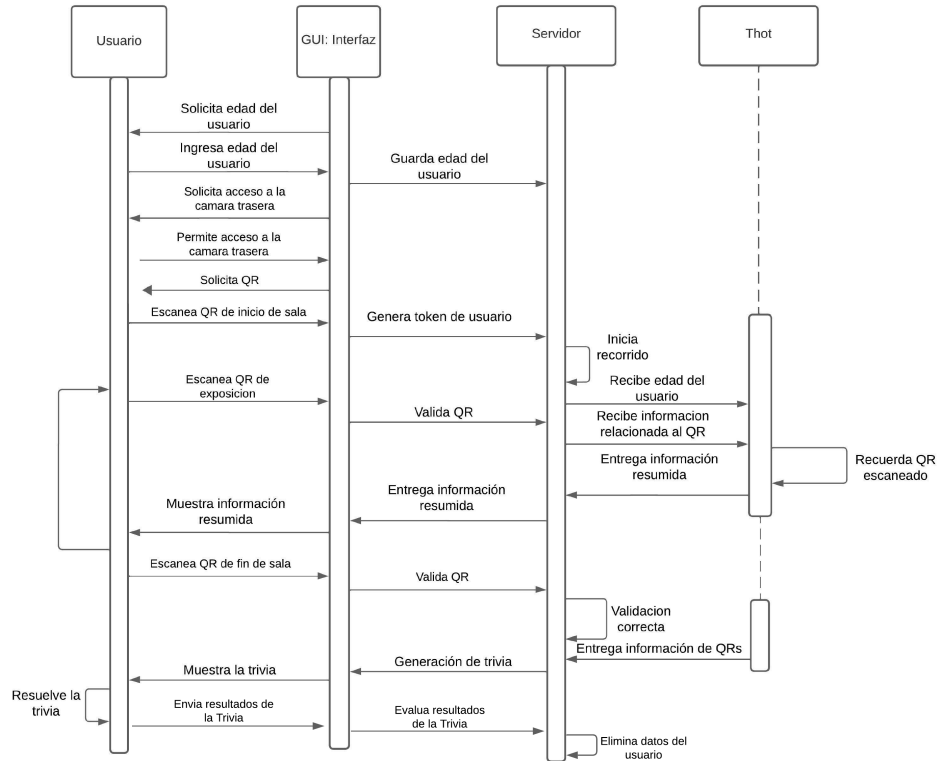 Usuario
GUI: Interfaz
Servidor
Thot
Solicita edad del
usuario
Ingresa edad del
usuario
Guarda edad del
usuario
Solicita acceso a la
camara trasera
Permite acceso a la
camara trasera
Solicita QR
Escanea QR de inicio de sala
Genera token de usuario
Inicia
recorrido
Recibe edad del
usuario
Escanea QR de
exposicion
Valida QR
Recibe informacion
relacionada al QR
Recuerda QR
escaneado
Entrega información
resumida
Entrega información
resumida
Muestra información
resumida
Escanea QR de fin de sala
Valida QR
Validacion
correcta
Entrega información de QRs
Generación de trivia
Muestra la trivia
Resuelve la
trivia
Envia resultados de
la Trivia
Evalua resultados
de la Trivia
Elimina datos del
usuario